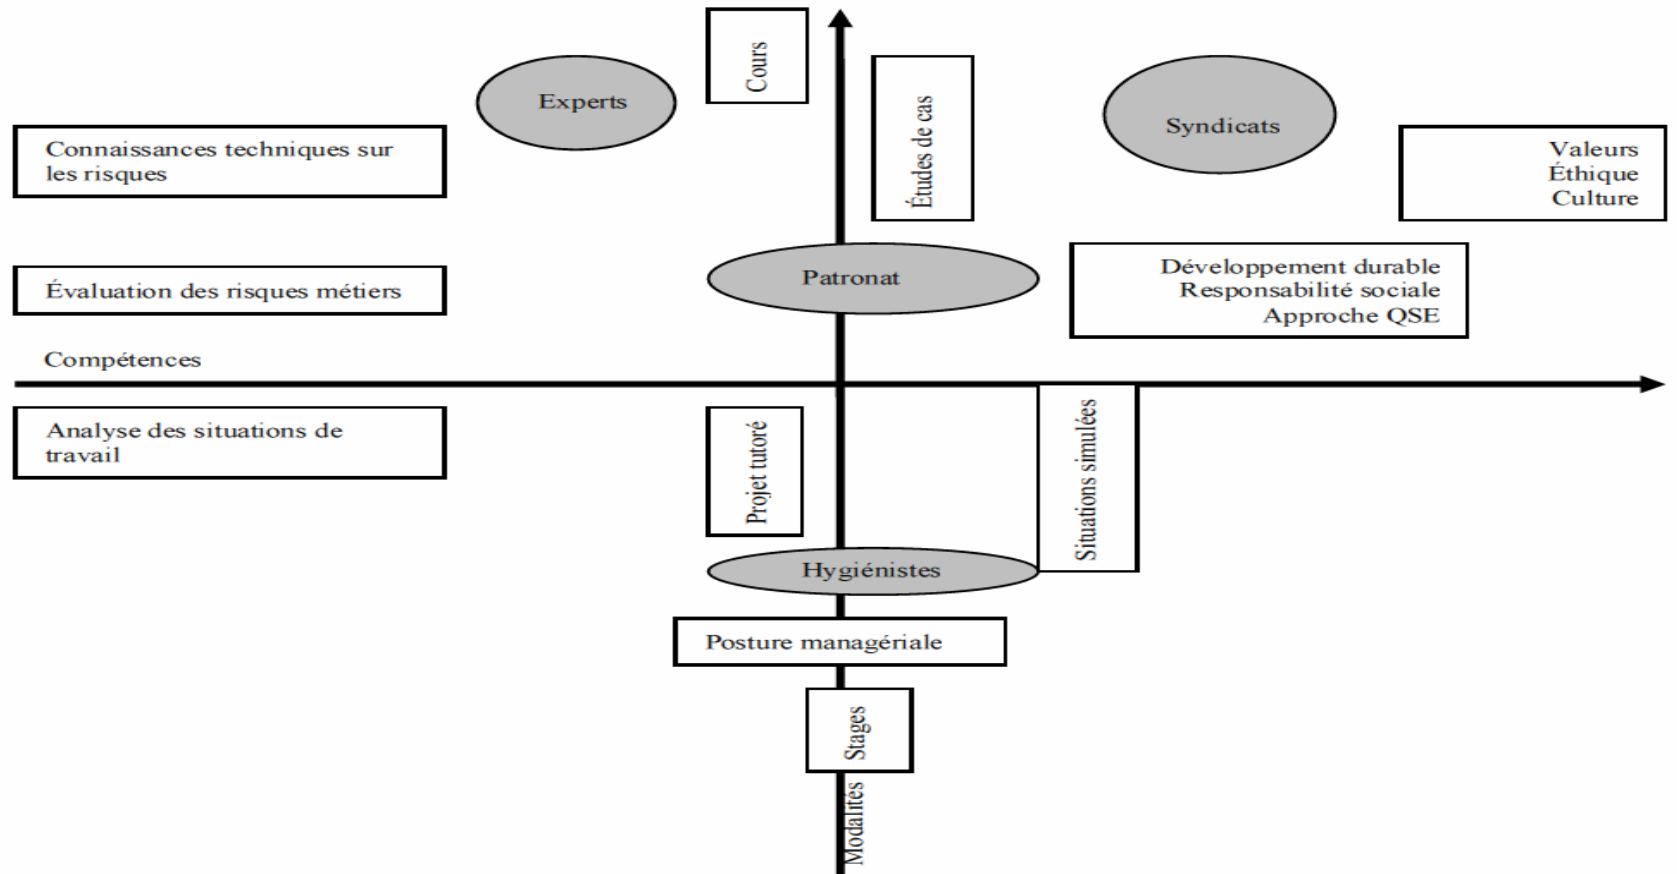 Cours
Experts
Études de cas
Syndicats
Connaissances techniques sur
les risques
Valeurs
Éthique
Culture
Évaluation des risques métiers
Patronat
Développement durable
Responsabilité sociale
Approche QSE
Compétences
Analyse des situations de
travail
Projet tutoré
Situations simulées
Hygiénistes
Posture managériale
Stages
Modalités